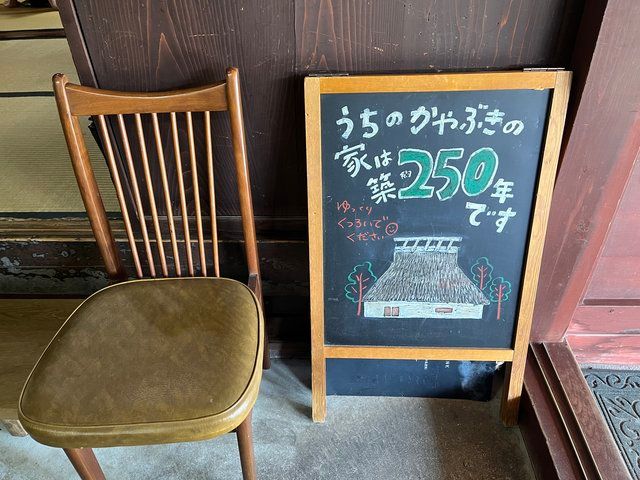 うちのかやぶきの
家は
築約250年
です
ゆっくり
くつろいで
ください